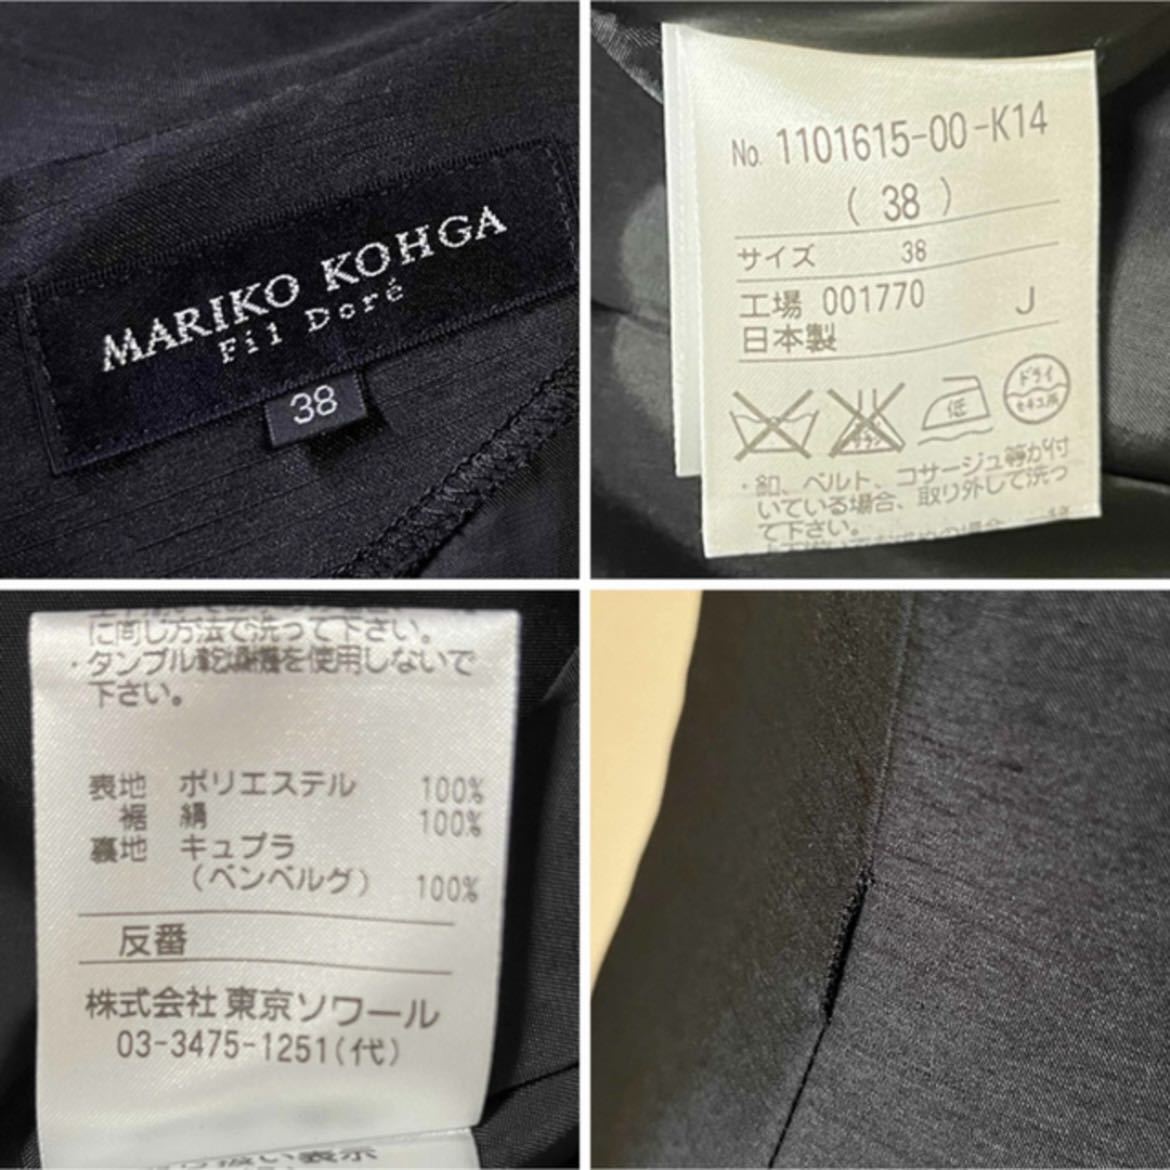 MARIKO KOHGA
Fil Doré
38
No. 1101615-00-K14
( 38 )
サイズ 38
工場 001770 J
日本製
低
ドライ
セキユ系
・釦、ベルト、コサージュ等が付
いている場合、取り外して洗っ
て下さい。
に同じ方法で洗って下さい。
・タンブル乾燥機を使用しないで
下さい。
表地 ポリエステル 100%
裾 絹 100%
裏地 キュプラ
(ベンベルグ) 100%
反番
株式会社 東京ソワール
03-3475-1251(代)